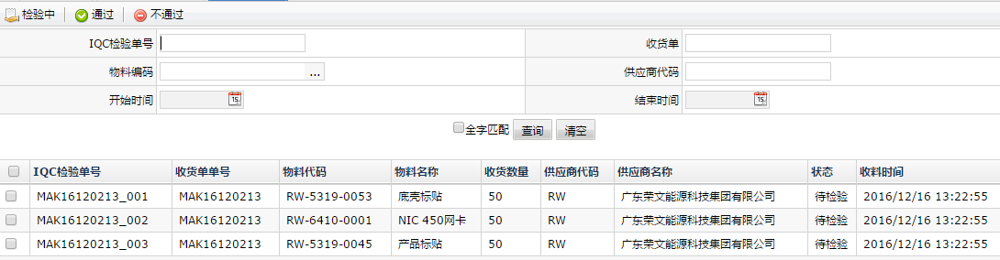 检验中 通过 不通过
IQC检验单号 收货单
物料编码 ... 供应商代码
开始时间 15 结束时间 15
全字匹配 查询 清空
IQC检验单号 收货单单号 物料代码 物料名称 收货数量 供应商代码 供应商名称 状态 收料时间
MAK16120213_001 MAK16120213 RW-5319-0053 底壳标贴 50 RW 广东荣文能源科技集团有限公司 待检验 2016/12/16 13:22:55
MAK16120213_002 MAK16120213 RW-6410-0001 NIC 450网卡 50 RW 广东荣文能源科技集团有限公司 待检验 2016/12/16 13:22:55
MAK16120213_003 MAK16120213 RW-5319-0045 产品标贴 50 RW 广东荣文能源科技集团有限公司 待检验 2016/12/16 13:22:55